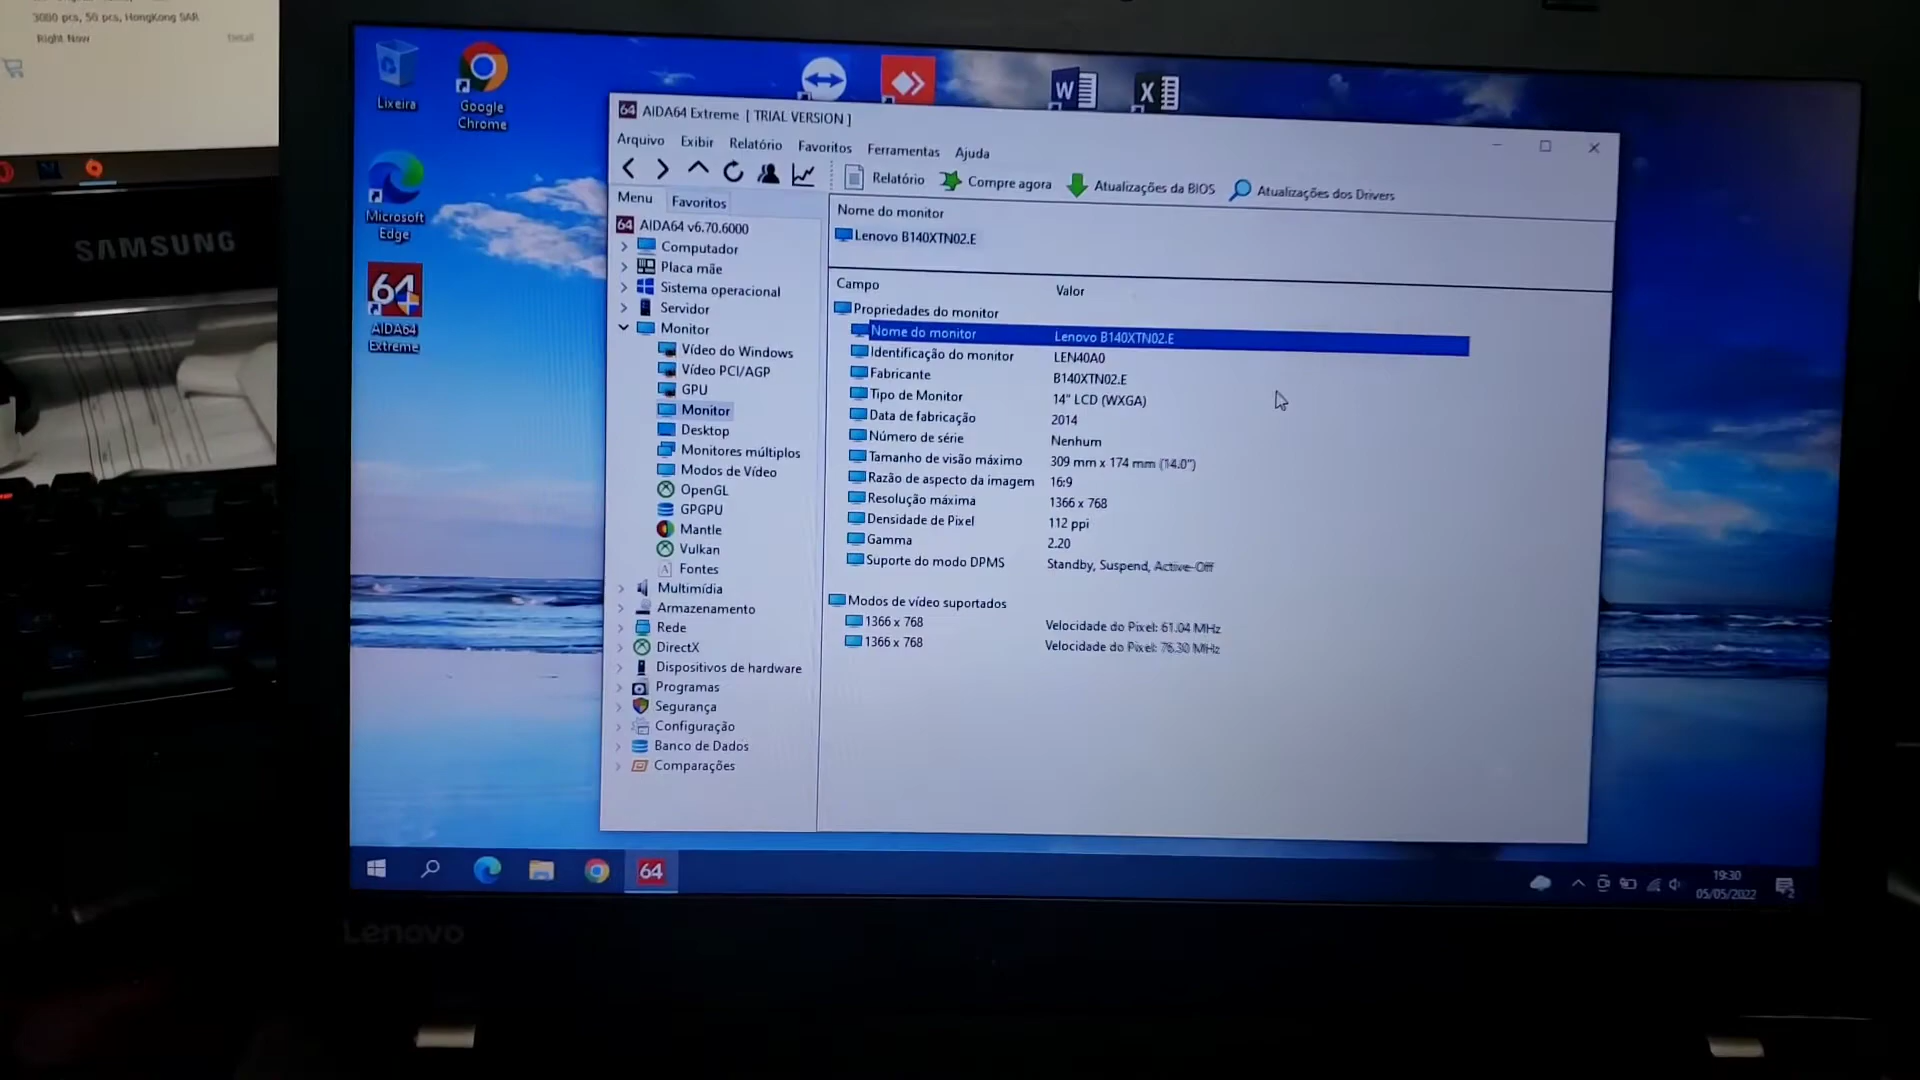 3000 pcs, 50 pcs, HongKong SAR
Right Now
Detail
SAMSUNG
Lixeira
Google Chrome
Microsoft Edge
64
AIDA64 Extreme
W
X
64 AIDA64 Extreme [ TRIAL VERSION ]
Arquivo Exibir Relatório Favoritos Ferramentas Ajuda
Relatório Compre agora Atualizações da BIOS Atualizações dos Drivers
Menu Favoritos
64 AIDA64 v6.70.6000
Computador
Placa mãe
Sistema operacional
Servidor
Monitor
Vídeo do Windows
Vídeo PCI/AGP
GPU
Monitor
Desktop
Monitores múltiplos
Modos de Vídeo
OpenGL
GPGPU
Mantle
Vulkan
A Fontes
Multimídia
Armazenamento
Rede
DirectX
Dispositivos de hardware
Programas
Segurança
Configuração
Banco de Dados
Comparações
Nome do monitor
Lenovo B140XTN02.E
Campo Valor
Propriedades do monitor
Nome do monitor Lenovo B140XTN02.E
Identificação do monitor LEN40A0
Fabricante B140XTN02.E
Tipo de Monitor 14" LCD (WXGA)
Data de fabricação 2014
Número de série Nenhum
Tamanho de visão máximo 309 mm x 174 mm (14.0")
Razão de aspecto da imagem 16:9
Resolução máxima 1366 x 768
Densidade de Pixel 112 ppi
Gamma 2.20
Suporte do modo DPMS Standby, Suspend, Active-Off
Modos de vídeo suportados
1366 x 768 Velocidade do Pixel: 61.04 MHz
1366 x 768 Velocidade do Pixel: 76.30 MHz
64
19:30
05/05/2022
2
Lenovo